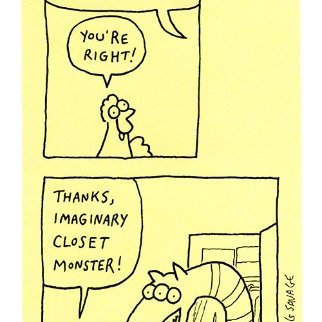 YOU'RE
RIGHT!
THANKS,
IMAGINARY
CLOSET
MONSTER!
G SAVAGE